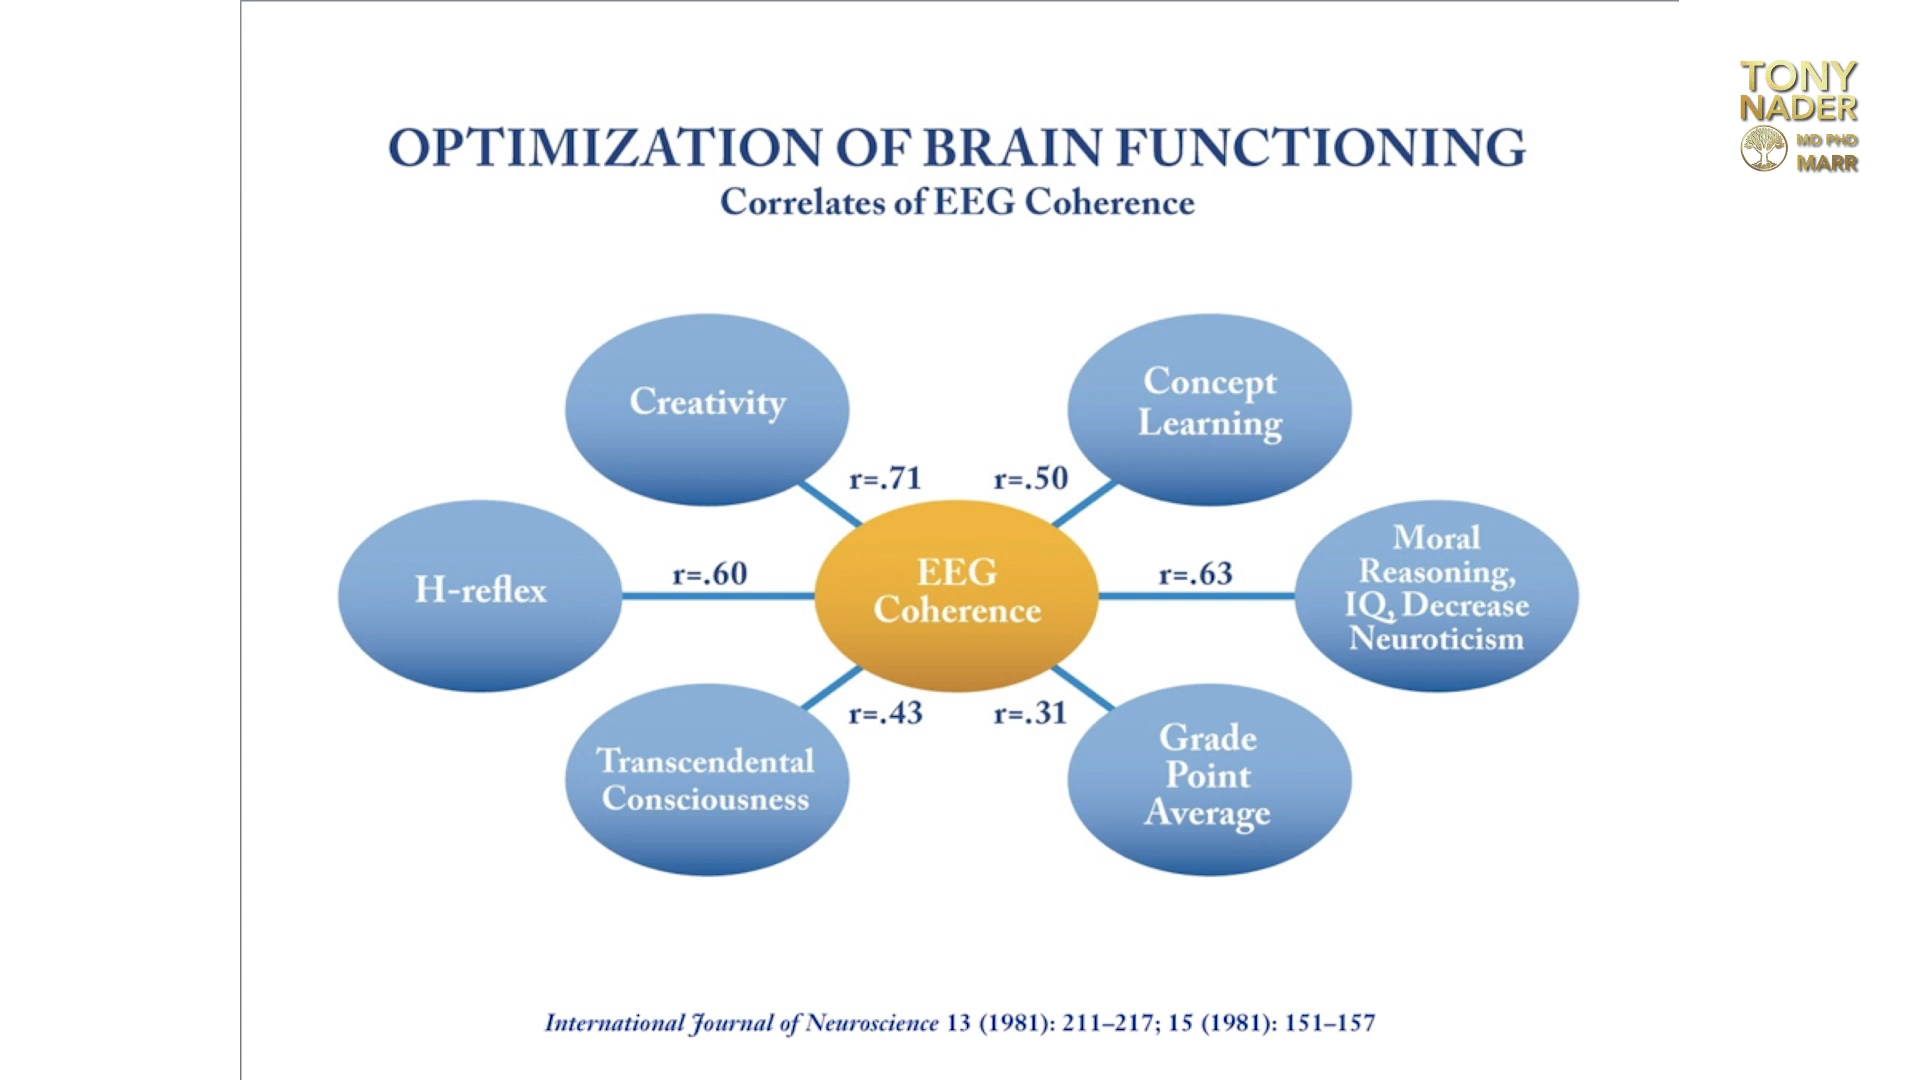 TONY
NADER
MD PHD
MARR
OPTIMIZATION OF BRAIN FUNCTIONING
Correlates of EEG Coherence
Creativity
Concept
Learning
r=.71
r=.50
H-reflex
r=.60
EEG
Coherence
r=.63
Moral
Reasoning,
IQ, Decrease
Neuroticism
r=.43
r=.31
Transcendental
Consciousness
Grade
Point
Average
International Journal of Neuroscience 13 (1981): 211–217; 15 (1981): 151–157